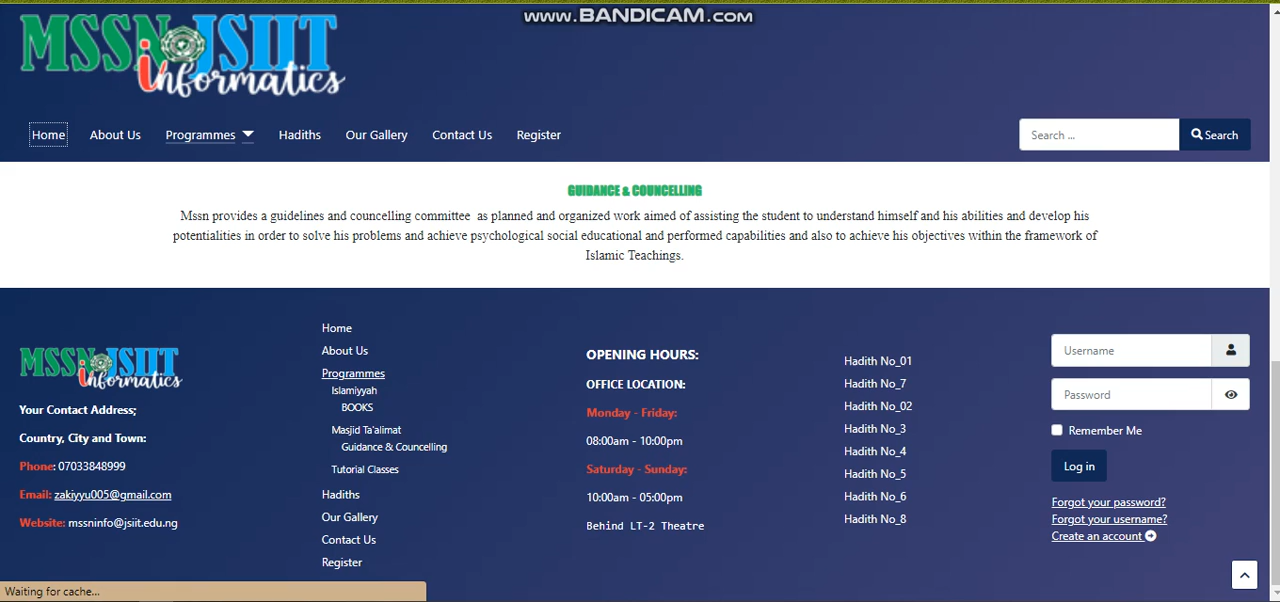 www.BANDICAM.com
MSSN JSIIT
informatics
Home
About Us
Programmes
Hadiths
Our Gallery
Contact Us
Register
Search ...
Search
GUIDANCE & COUNCELLING
Mssn provides a guidelines and councelling committee  as planned and organized work aimed of assisting the student to understand himself and his abilities and develop his
potentialities in order to solve his problems and achieve psychological social educational and performed capabilities and also to achieve his objectives within the framework of
Islamic Teachings.
MSSN JSIIT
informatics
Your Contact Address;
Country, City and Town:
Phone: 07033848999
Email: zakiyyu005@gmail.com
Website: mssninfo@jsiit.edu.ng
Home
About Us
Programmes
Islamiyyah
BOOKS
Masjid Ta'alimat
Guidance & Councelling
Tutorial Classes
Hadiths
Our Gallery
Contact Us
Register
OPENING HOURS:
OFFICE LOCATION:
Monday - Friday:
08:00am - 10:00pm
Saturday - Sunday:
10:00am - 05:00pm
Behind LT-2 Theatre
Hadith No_01
Hadith No_7
Hadith No_02
Hadith No_3
Hadith No_4
Hadith No_5
Hadith No_6
Hadith No_8
Username
Password
Remember Me
Log in
Forgot your password?
Forgot your username?
Create an account
Waiting for cache...